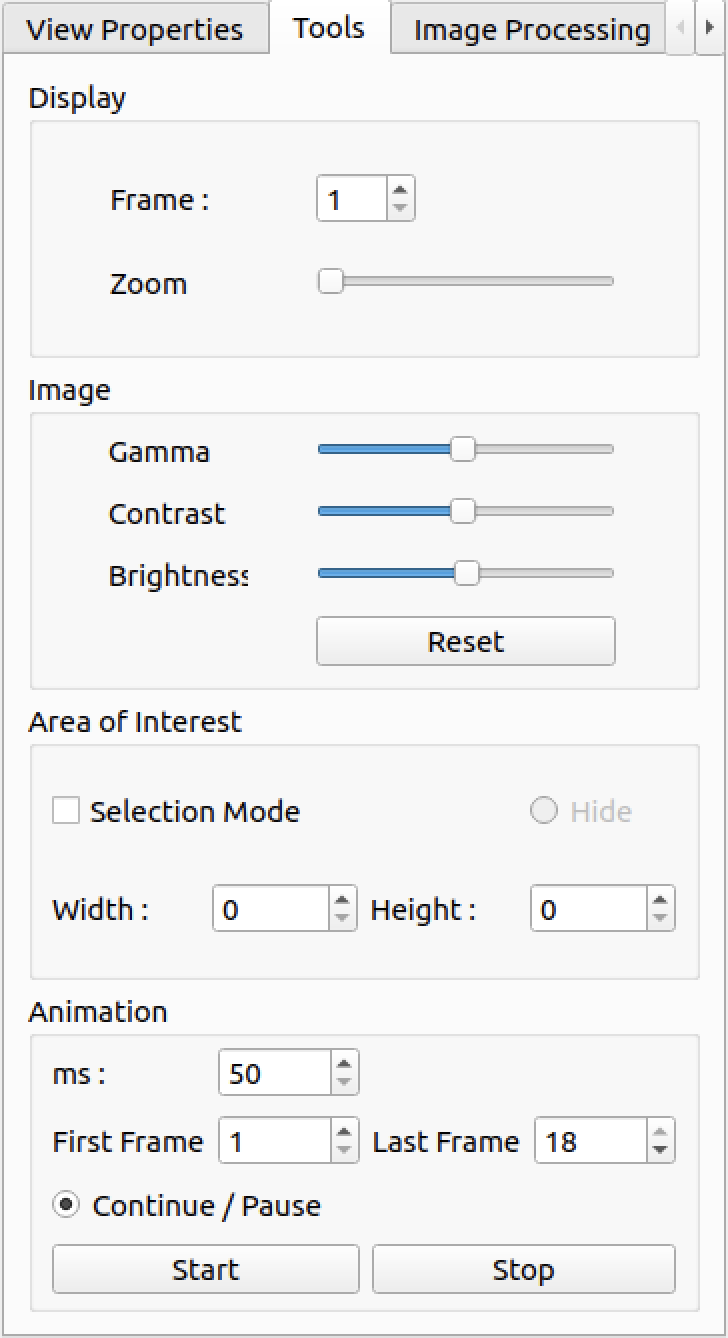 View Properties Tools Image Processing
Display
Frame : 1
Zoom
Image
Gamma
Contrast
Brightness
Reset
Area of Interest
Selection Mode Hide
Width : 0 Height : 0
Animation
ms : 50
First Frame 1 Last Frame 18
Continue / Pause
Start Stop